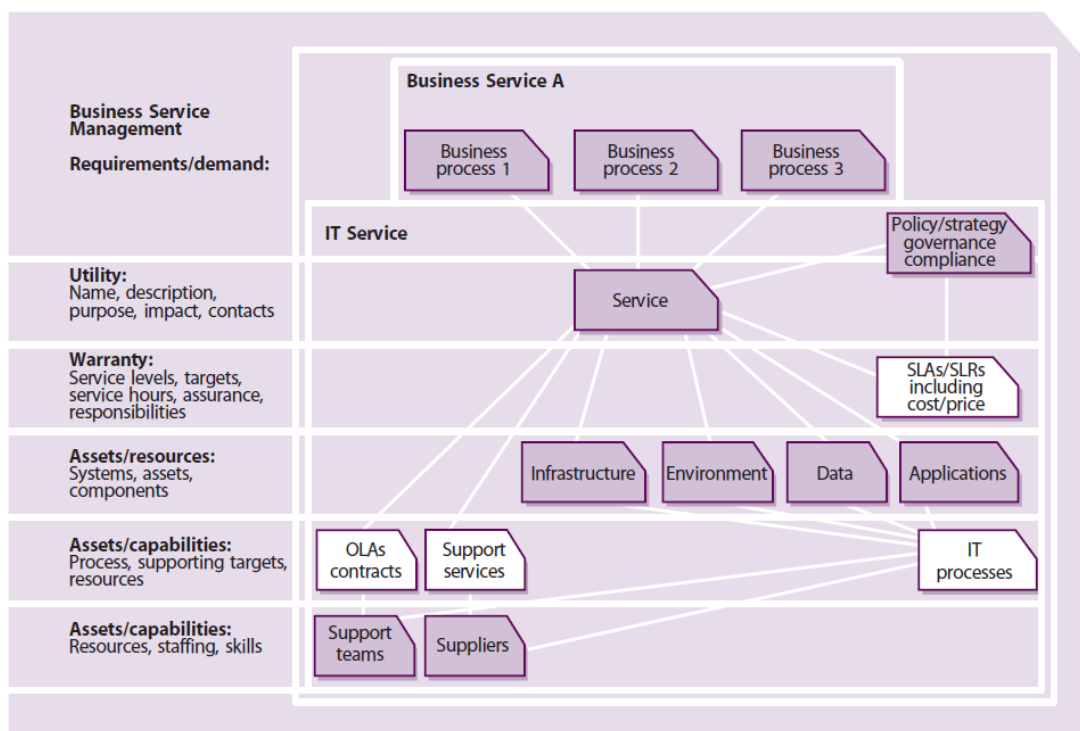 Business Service A
Business Service
Management
Requirements/demand:
Business
process 1
Business
process 2
Business
process 3
IT Service
Policy/strategy
governance
compliance
Utility:
Name, description,
purpose, impact, contacts
Service
Warranty:
Service levels, targets,
service hours, assurance,
responsibilities
SLAs/SLRs
including
cost/price
Assets/resources:
Systems, assets,
components
Infrastructure
Environment
Data
Applications
Assets/capabilities:
Process, supporting targets,
resources
OLAs
contracts
Support
services
IT
processes
Assets/capabilities:
Resources, staffing, skills
Support
teams
Suppliers